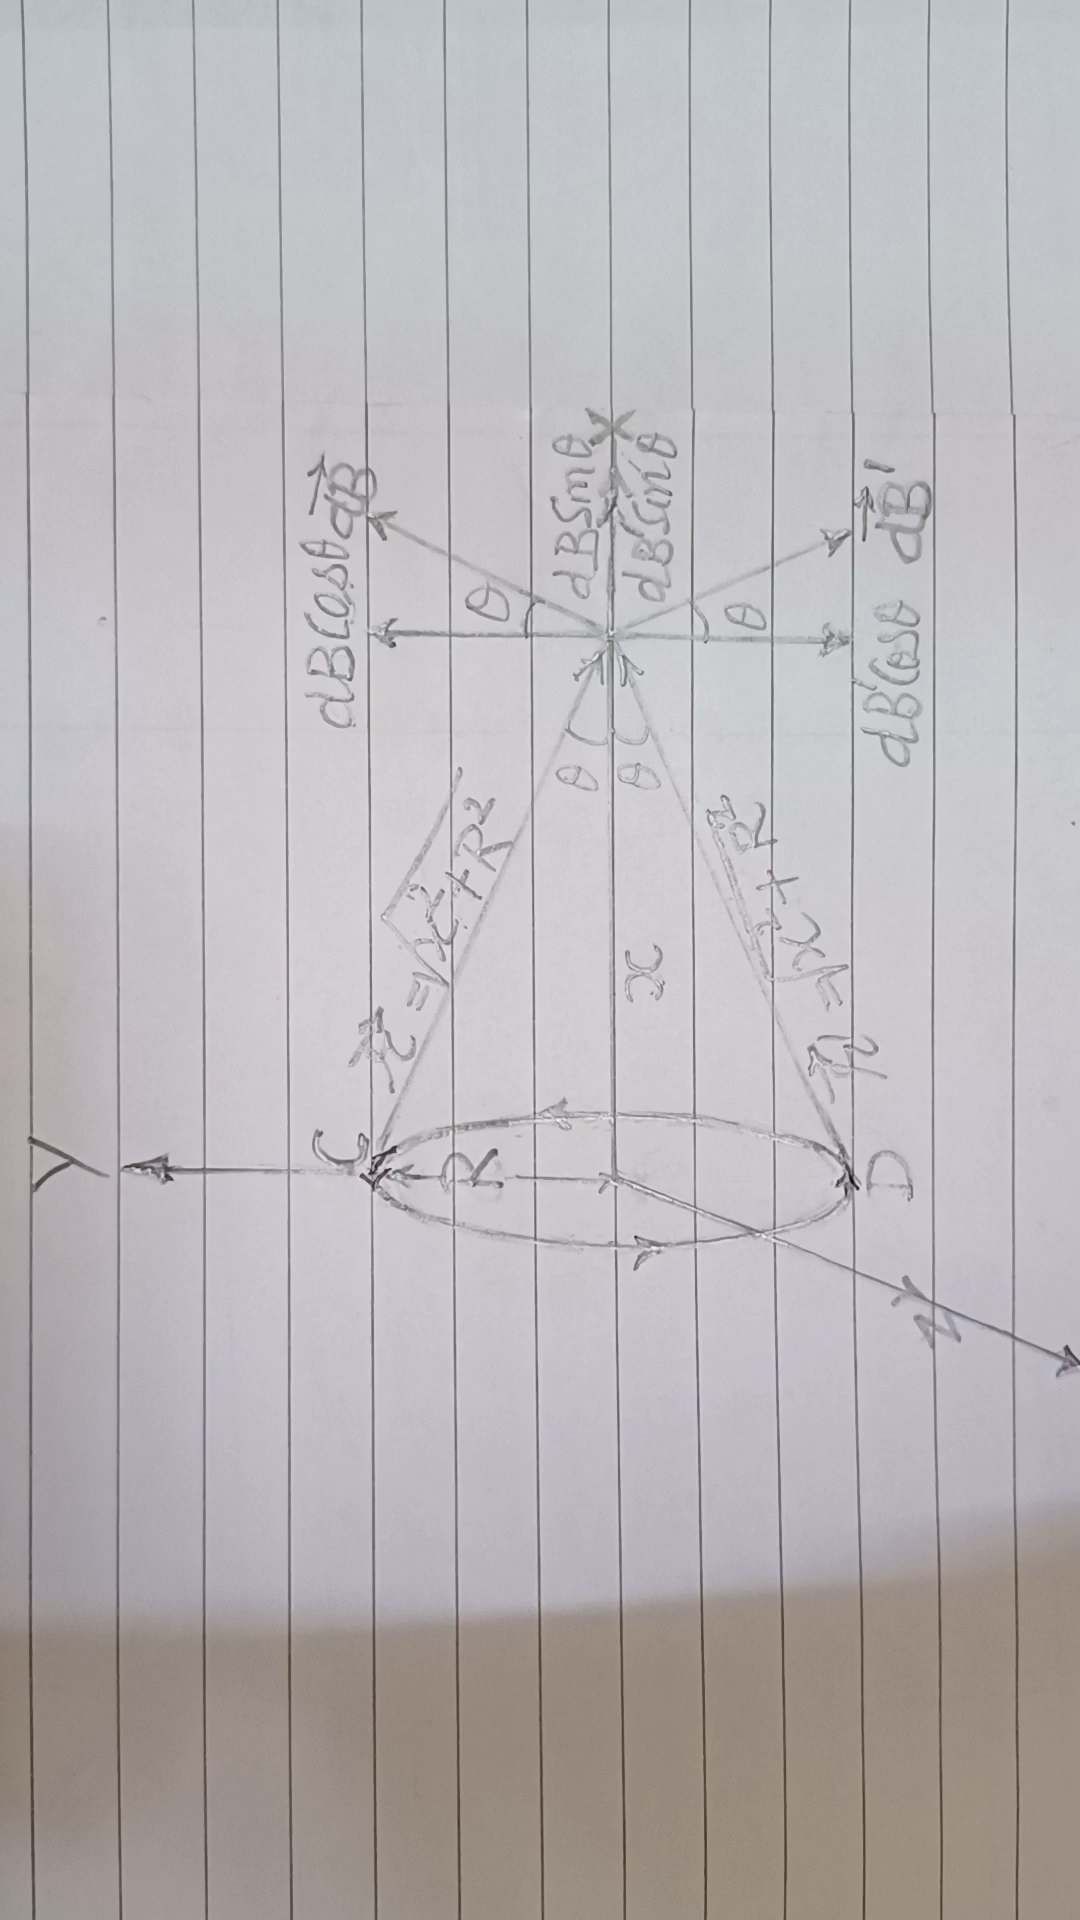 Y
dBCosθ
dB⃗
θ
C
r⃗ = √x²+R²
dBSinθ
θ
R
X
θ
x
dB'Sinθ
r⃗ = √x²+R²
θ
D
dB'Cosθ
dB⃗'
Z